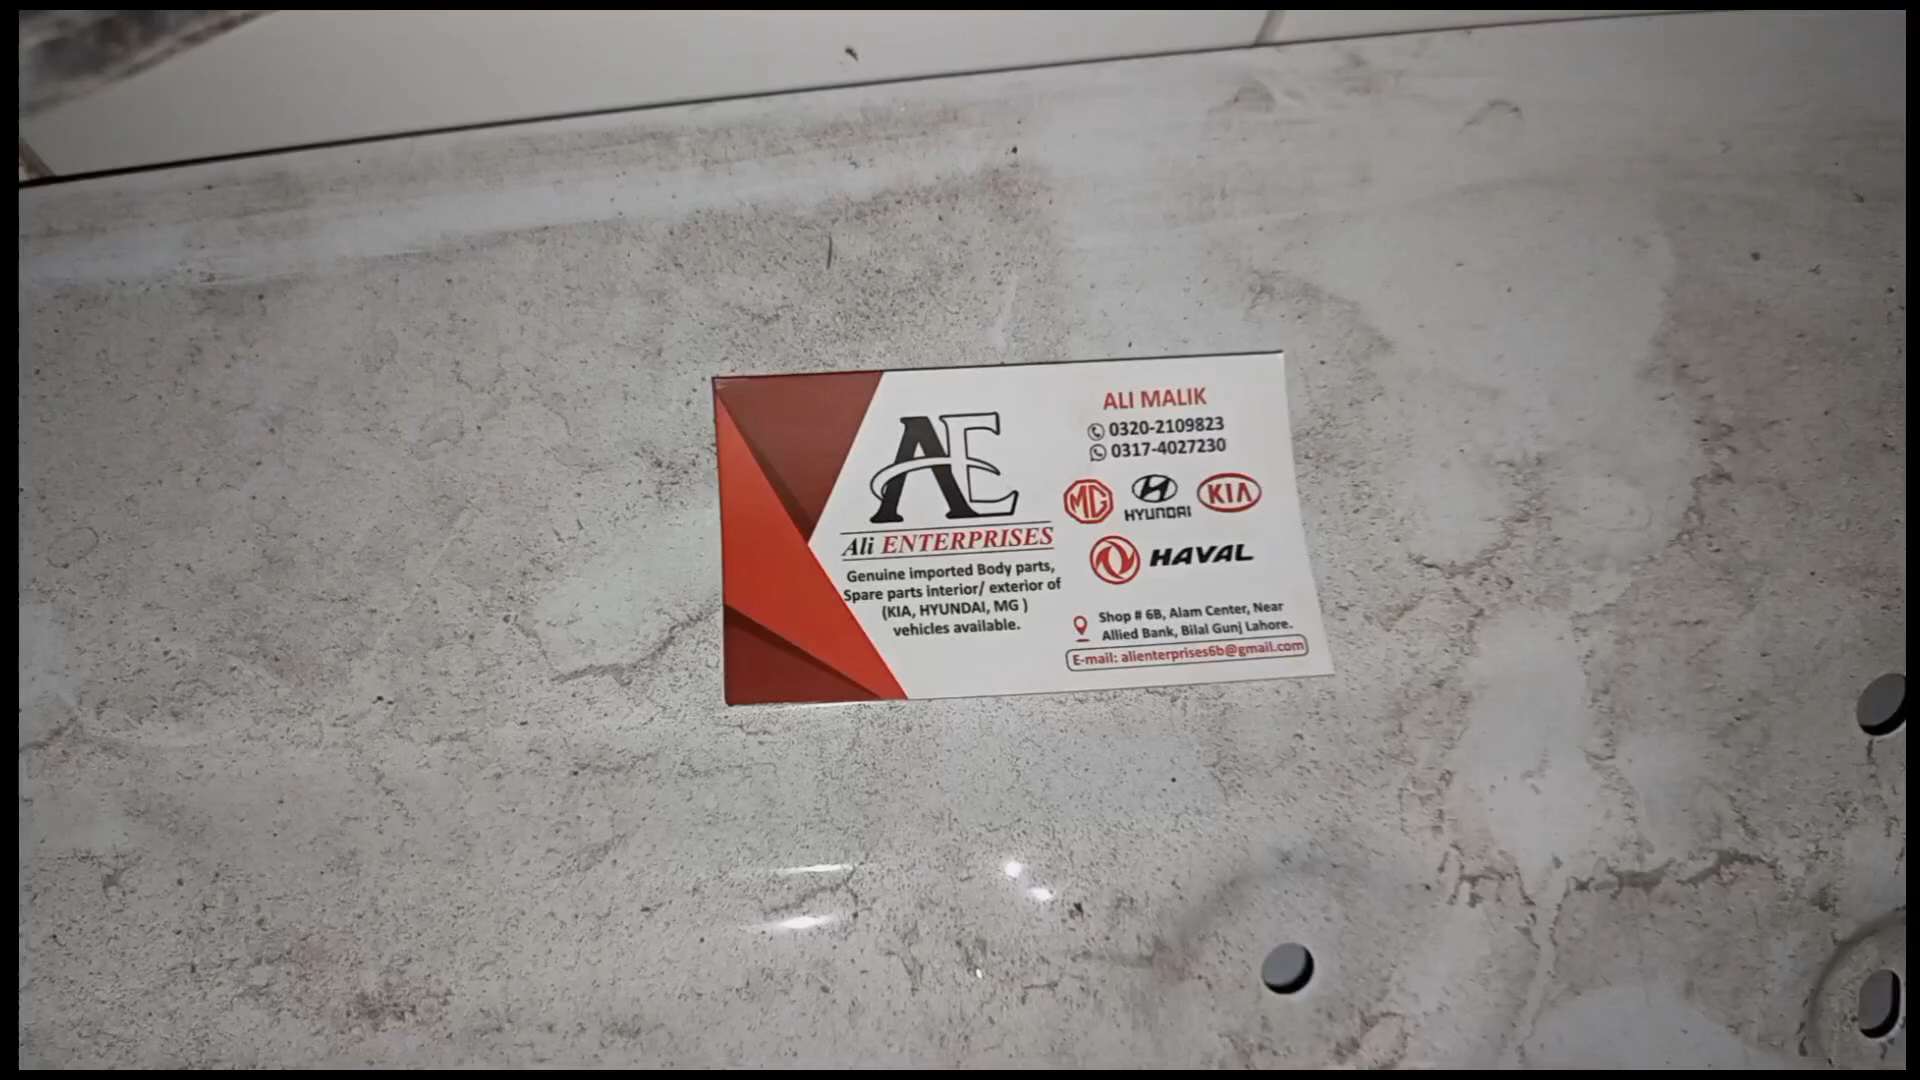 AE
Ali ENTERPRISES
Genuine imported Body parts,
Spare parts interior/ exterior of
(KIA, HYUNDAI, MG )
vehicles available.
ALI MALIK
0320-2109823
0317-4027230
MG
HYUNDAI
KIA
HAVAL
Shop # 6B, Alam Center, Near
Allied Bank, Bilal Gunj Lahore.
E-mail: alienterprises6b@gmail.com